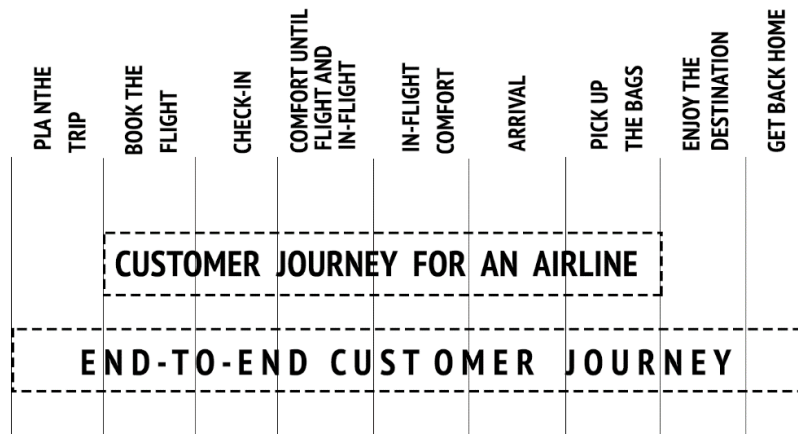 PLA NTHE
TRIP
BOOK THE
FLIGHT
CHECK-IN
COMFORT UNTIL
FLIGHT AND
IN-FLIGHT
IN-FLIGHT
COMFORT
ARRIVAL
PICK UP
THE BAGS
ENJOY THE
DESTINATION
GET BACK HOME
CUSTOMER JOURNEY FOR AN AIRLINE
END-TO-END CUSTOMER JOURNEY